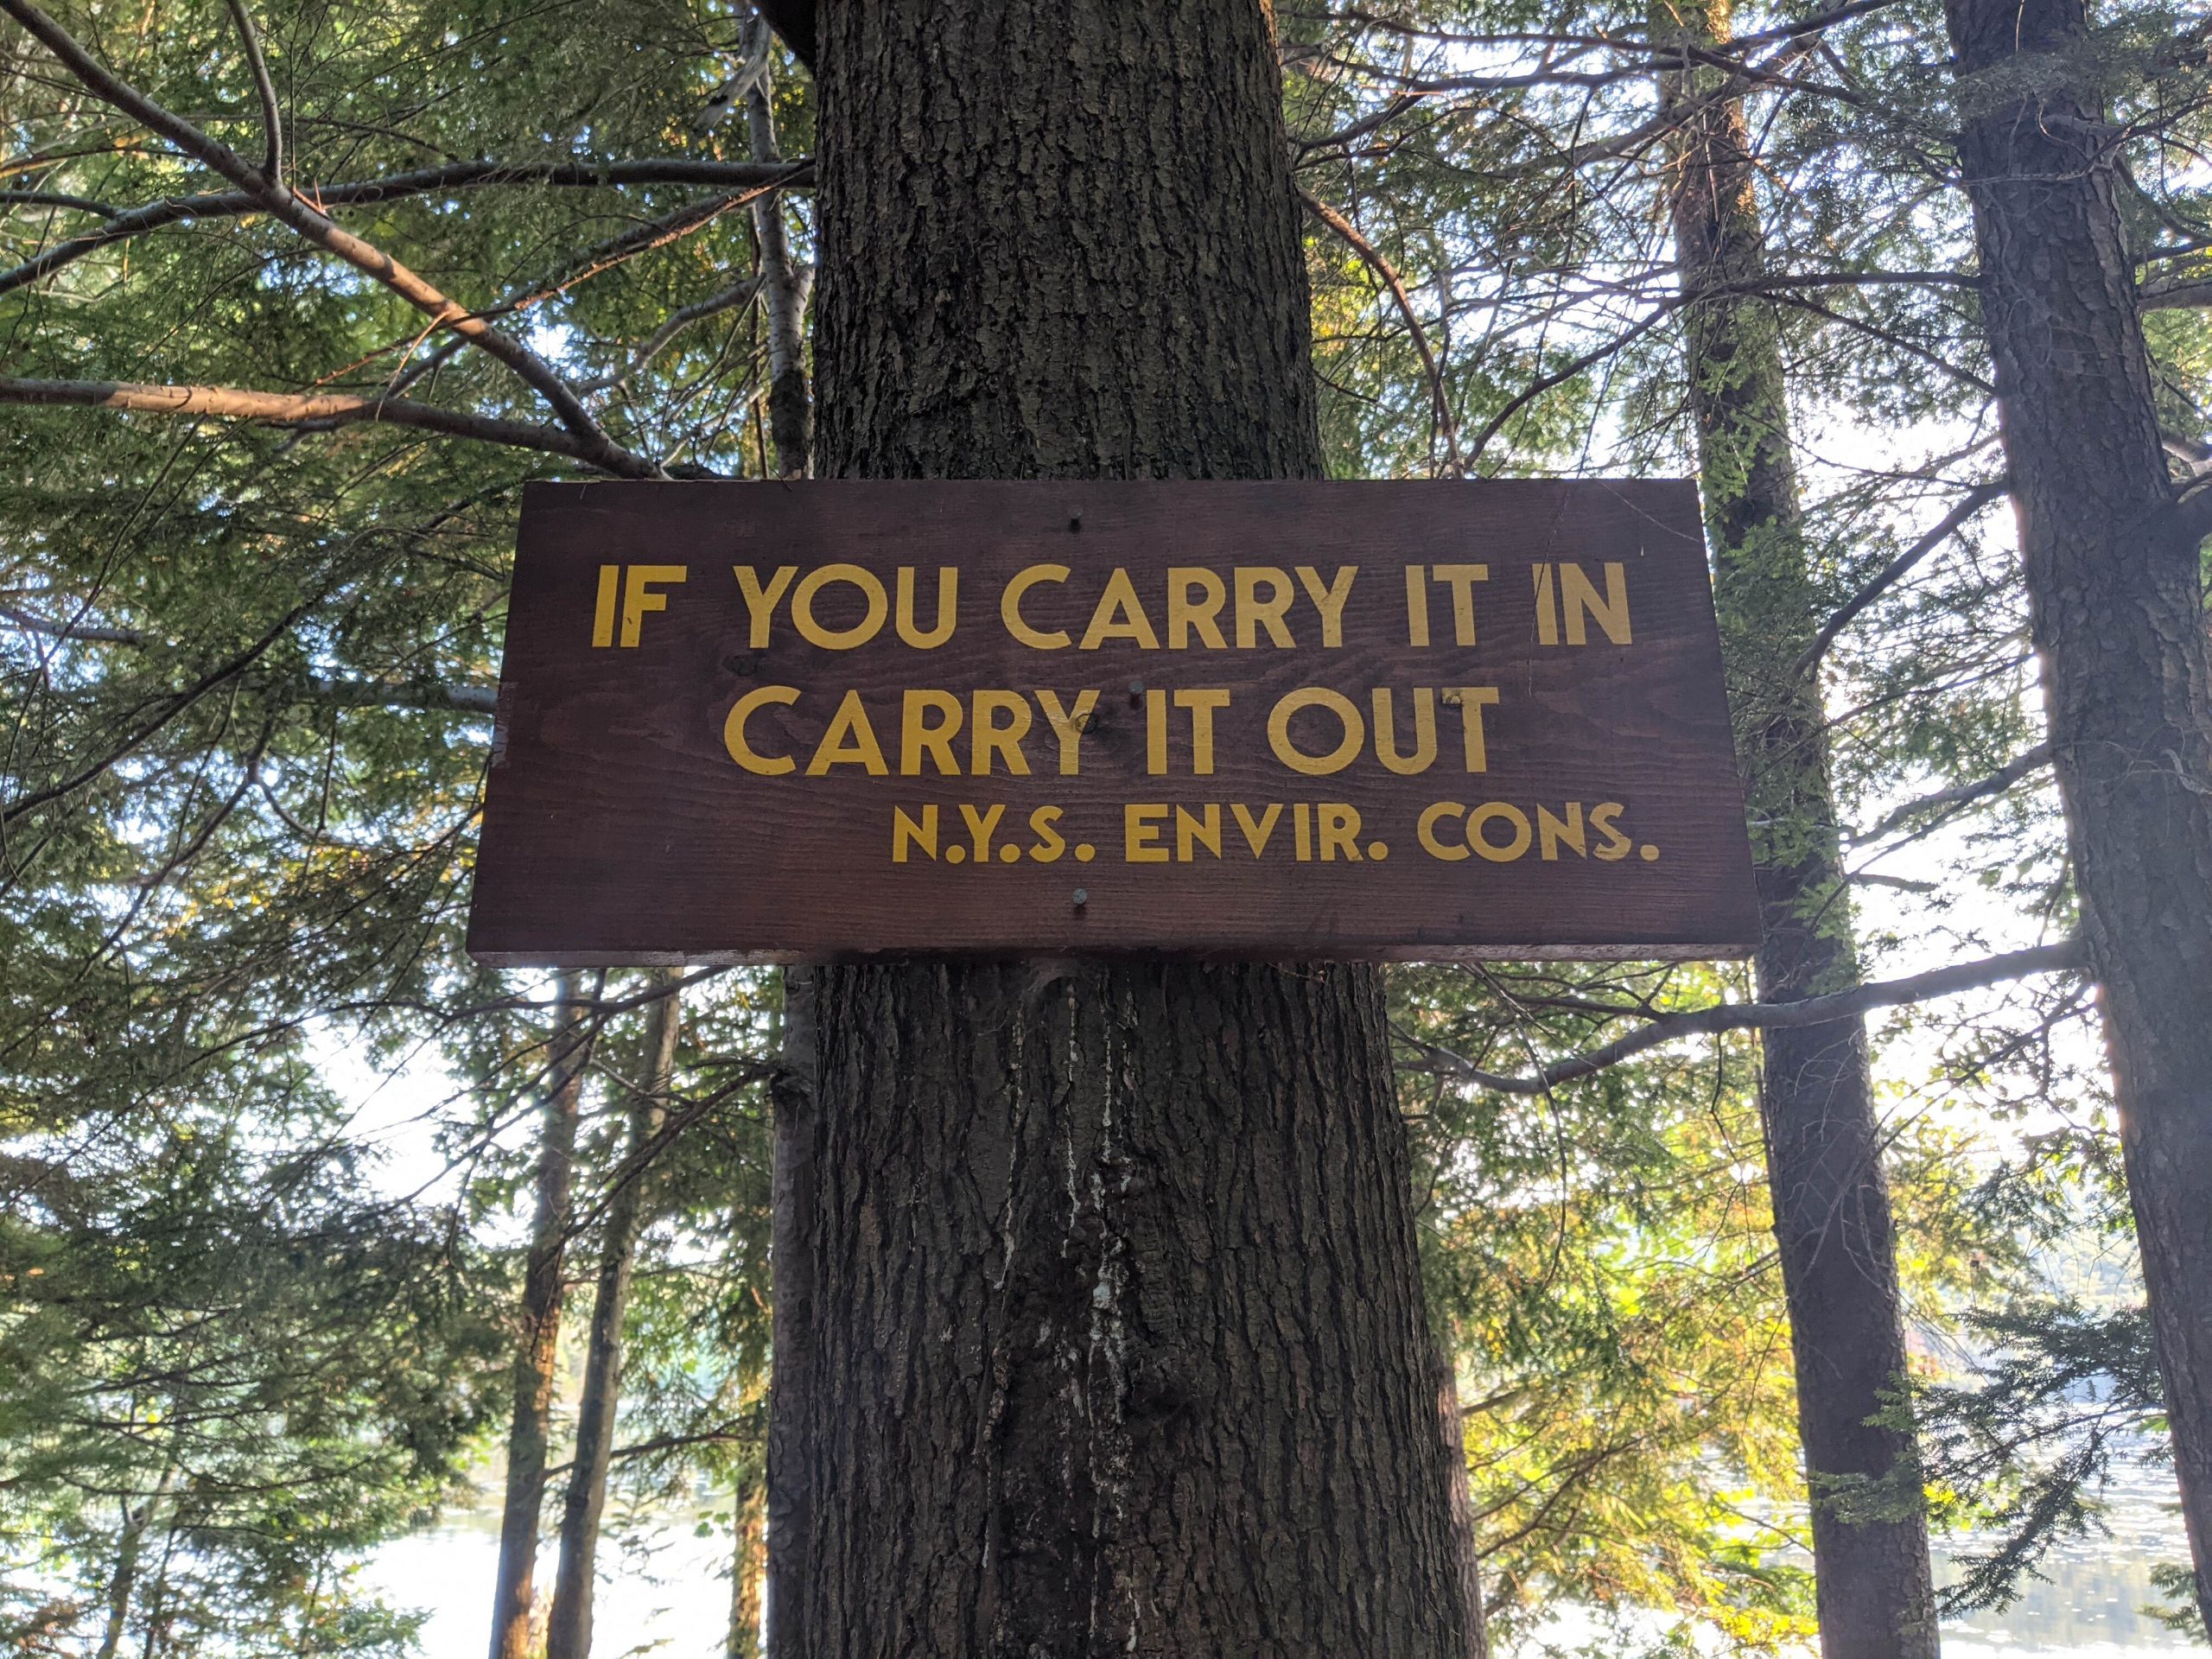 IF YOU CARRY IT IN
CARRY IT OUT
N.Y.S. ENVIR. CONS.